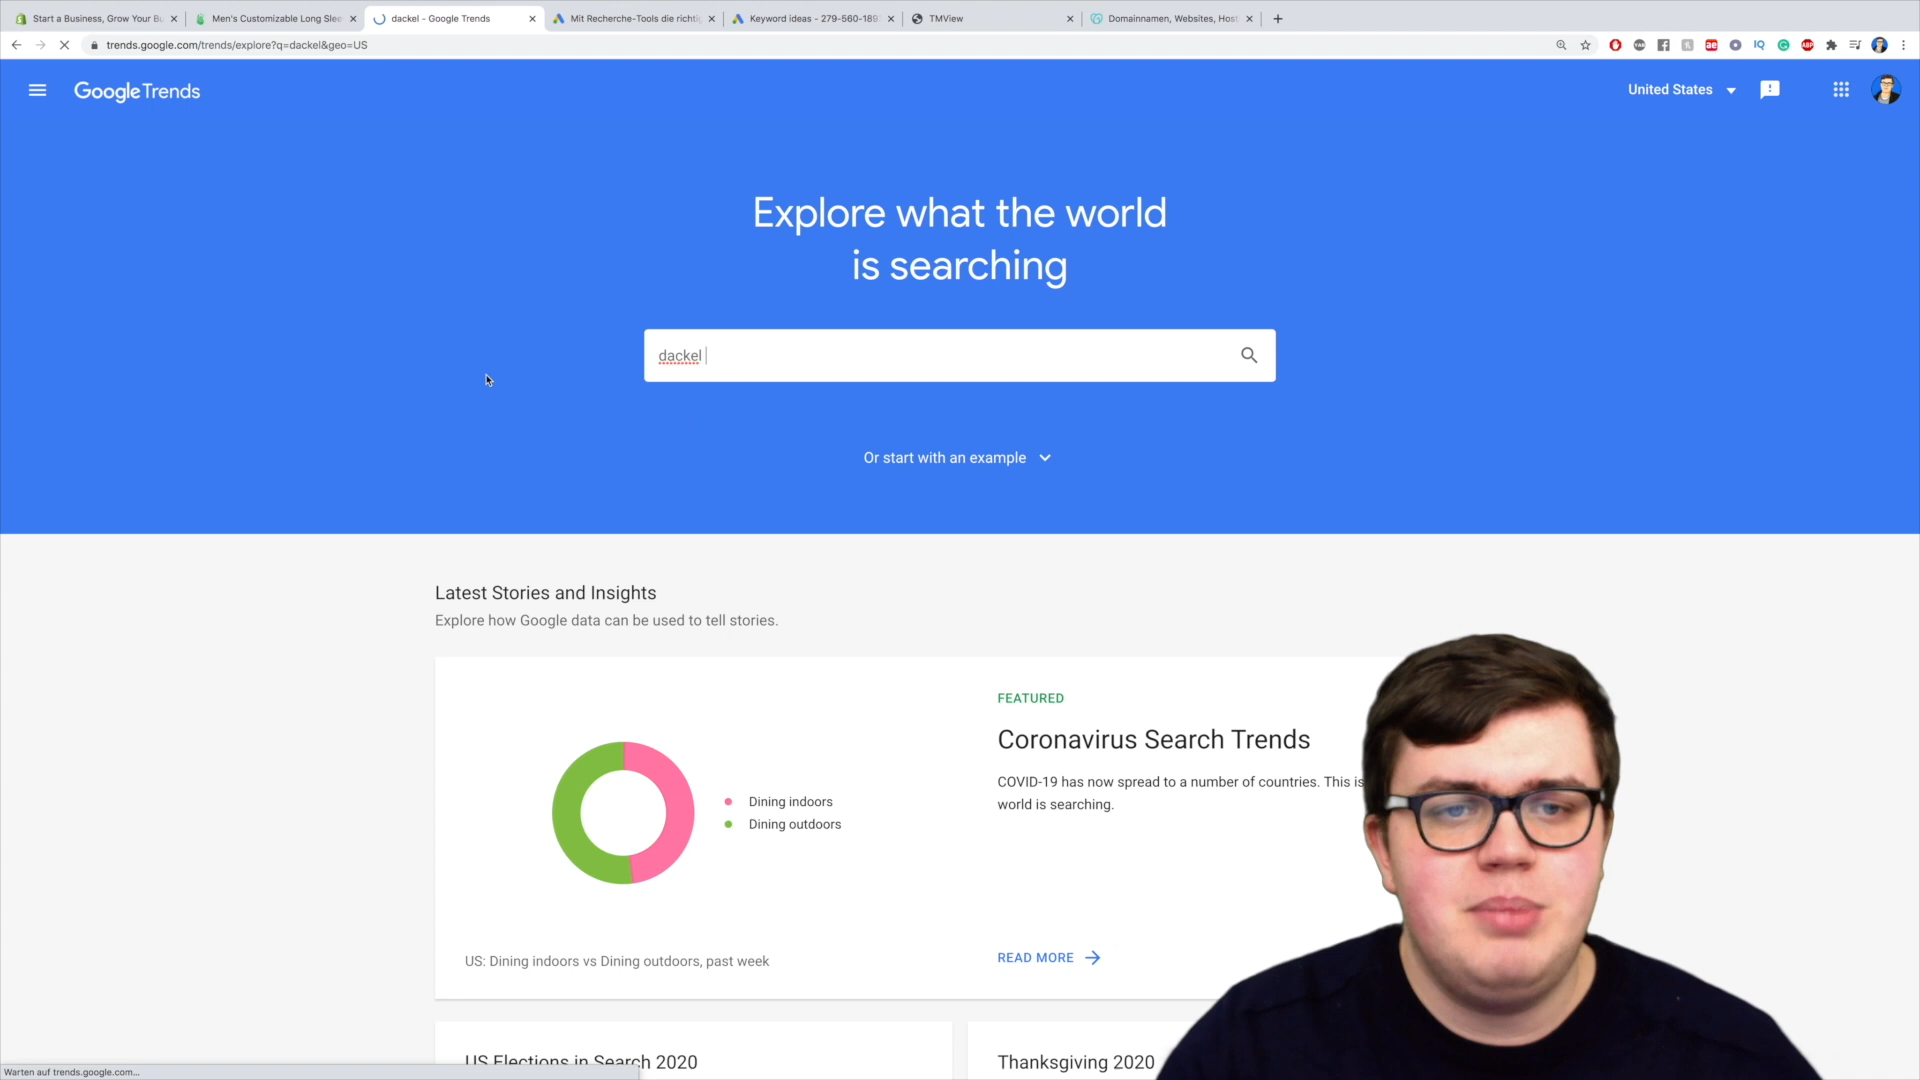 Start a Business, Grow Your Bu
Men's Customizable Long Slee
dackel - Google Trends
Mit Recherche-Tools die richtig
Keyword ideas - 279-560-189
TMView
Domainnamen, Websites, Host
trends.google.com/trends/explore?q=dackel&geo=US
Google Trends
United States
Explore what the world
is searching
dackel
Or start with an example
Latest Stories and Insights
Explore how Google data can be used to tell stories.
FEATURED
Coronavirus Search Trends
COVID-19 has now spread to a number of countries. This is
world is searching.
Dining indoors
Dining outdoors
READ MORE
US: Dining indoors vs Dining outdoors, past week
US Elections in Search 2020
Thanksgiving 2020
Warten auf trends.google.com...